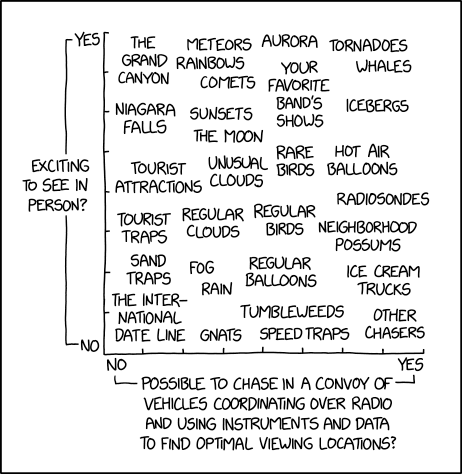 YES
THE GRAND CANYON
METEORS
AURORA
TORNADOES
RAINBOWS
COMETS
YOUR FAVORITE BAND'S SHOWS
WHALES
NIAGARA FALLS
SUNSETS
ICEBERGS
THE MOON
EXCITING TO SEE IN PERSON?
TOURIST ATTRACTIONS
UNUSUAL CLOUDS
RARE BIRDS
HOT AIR BALLOONS
RADIOSONDES
TOURIST TRAPS
REGULAR CLOUDS
REGULAR BIRDS
NEIGHBORHOOD POSSUMS
SAND TRAPS
FOG
REGULAR BALLOONS
ICE CREAM TRUCKS
RAIN
THE INTER-
NATIONAL
DATE LINE
TUMBLEWEEDS
OTHER CHASERS
GNATS
SPEED TRAPS
NO
NO
YES
POSSIBLE TO CHASE IN A CONVOY OF
VEHICLES COORDINATING OVER RADIO
AND USING INSTRUMENTS AND DATA
TO FIND OPTIMAL VIEWING LOCATIONS?